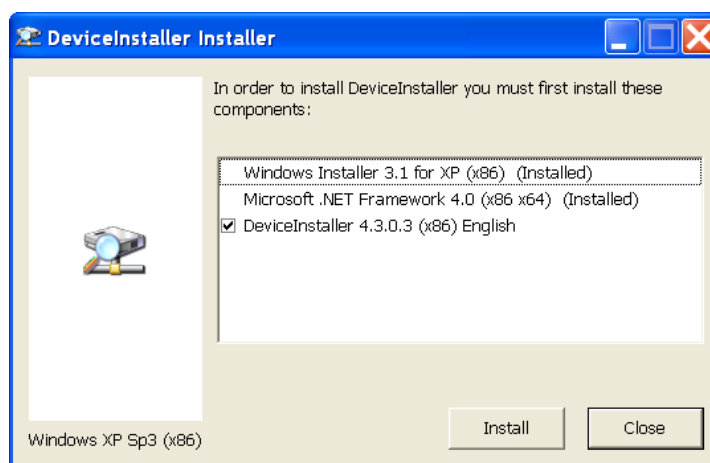 DeviceInstaller Installer
In order to install DeviceInstaller you must first install these
components:
Windows Installer 3.1 for XP (x86)  (Installed)
Microsoft .NET Framework 4.0 (x86 x64)  (Installed)
DeviceInstaller 4.3.0.3 (x86) English
Windows XP Sp3 (x86)
Install
Close